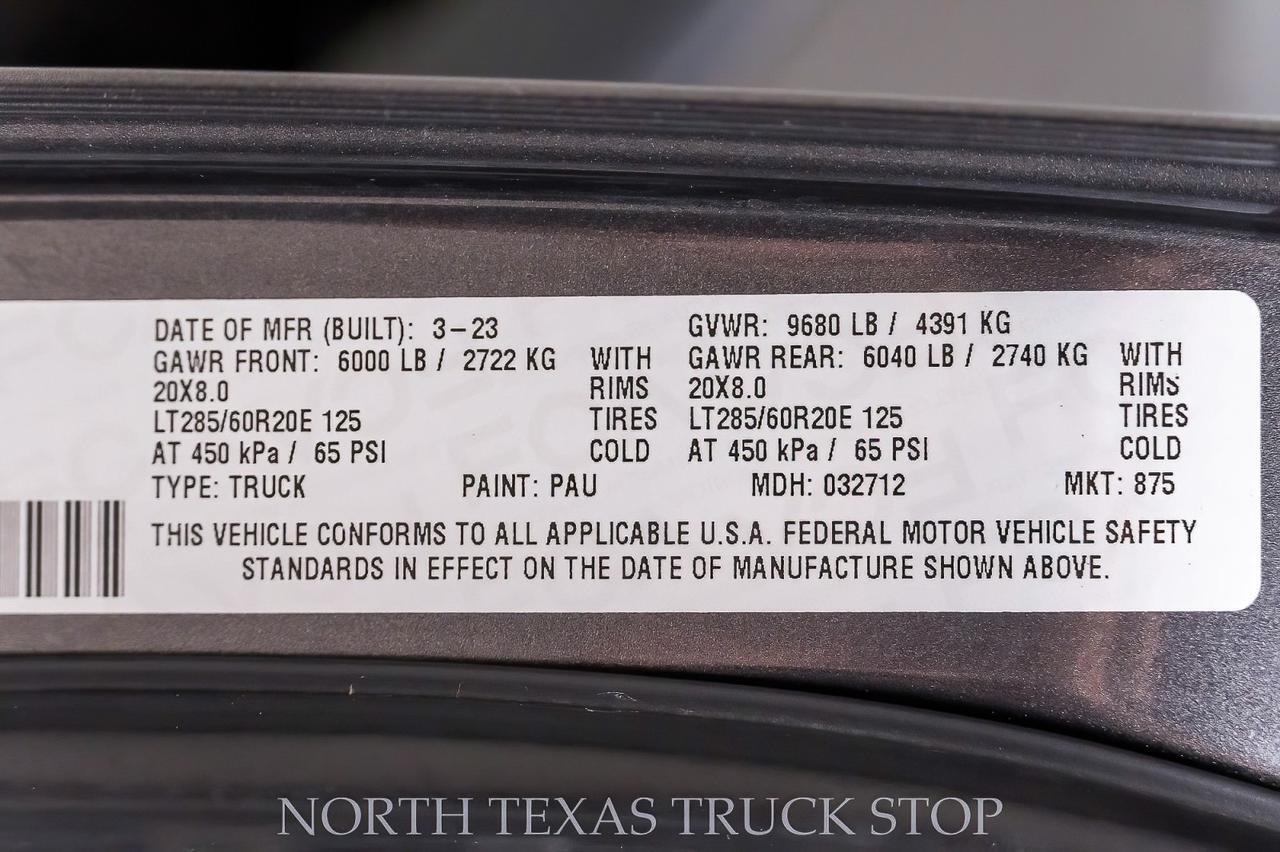 DATE OF MFR (BUILT): 3-23 GVWR: 9680 LB / 4391 KG
GAWR FRONT: 6000 LB / 2722 KG WITH GAWR REAR: 6040 LB / 2740 KG WITH
20X8.0 RIMS 20X8.0 RIMS
LT285/60R20E 125 TIRES LT285/60R20E 125 TIRES
AT 450 kPa / 65 PSI COLD AT 450 kPa / 65 PSI COLD
TYPE: TRUCK PAINT: PAU MDH: 032712 MKT: 875
THIS VEHICLE CONFORMS TO ALL APPLICABLE U.S.A. FEDERAL MOTOR VEHICLE SAFETY
STANDARDS IN EFFECT ON THE DATE OF MANUFACTURE SHOWN ABOVE.
NORTH TEXAS TRUCK STOP